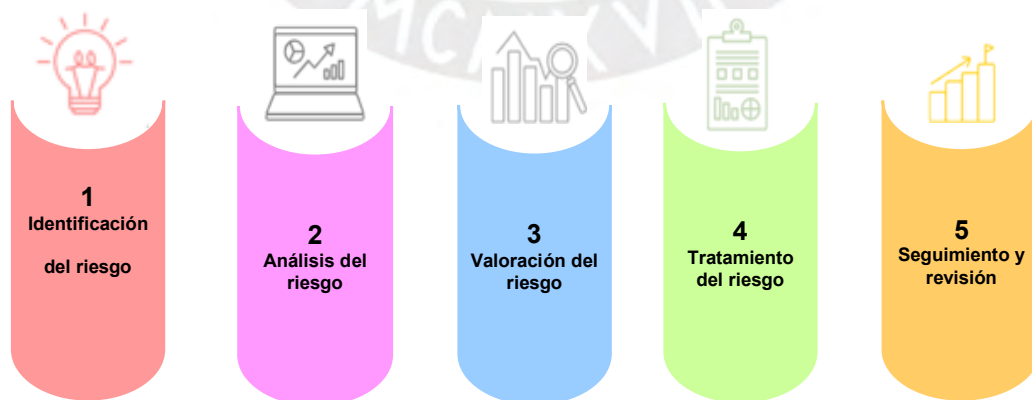 MCMXVII
1
Identificación
del riesgo
2
Análisis del
riesgo
3
Valoración del
riesgo
4
Tratamiento
del riesgo
5
Seguimiento y
revisión